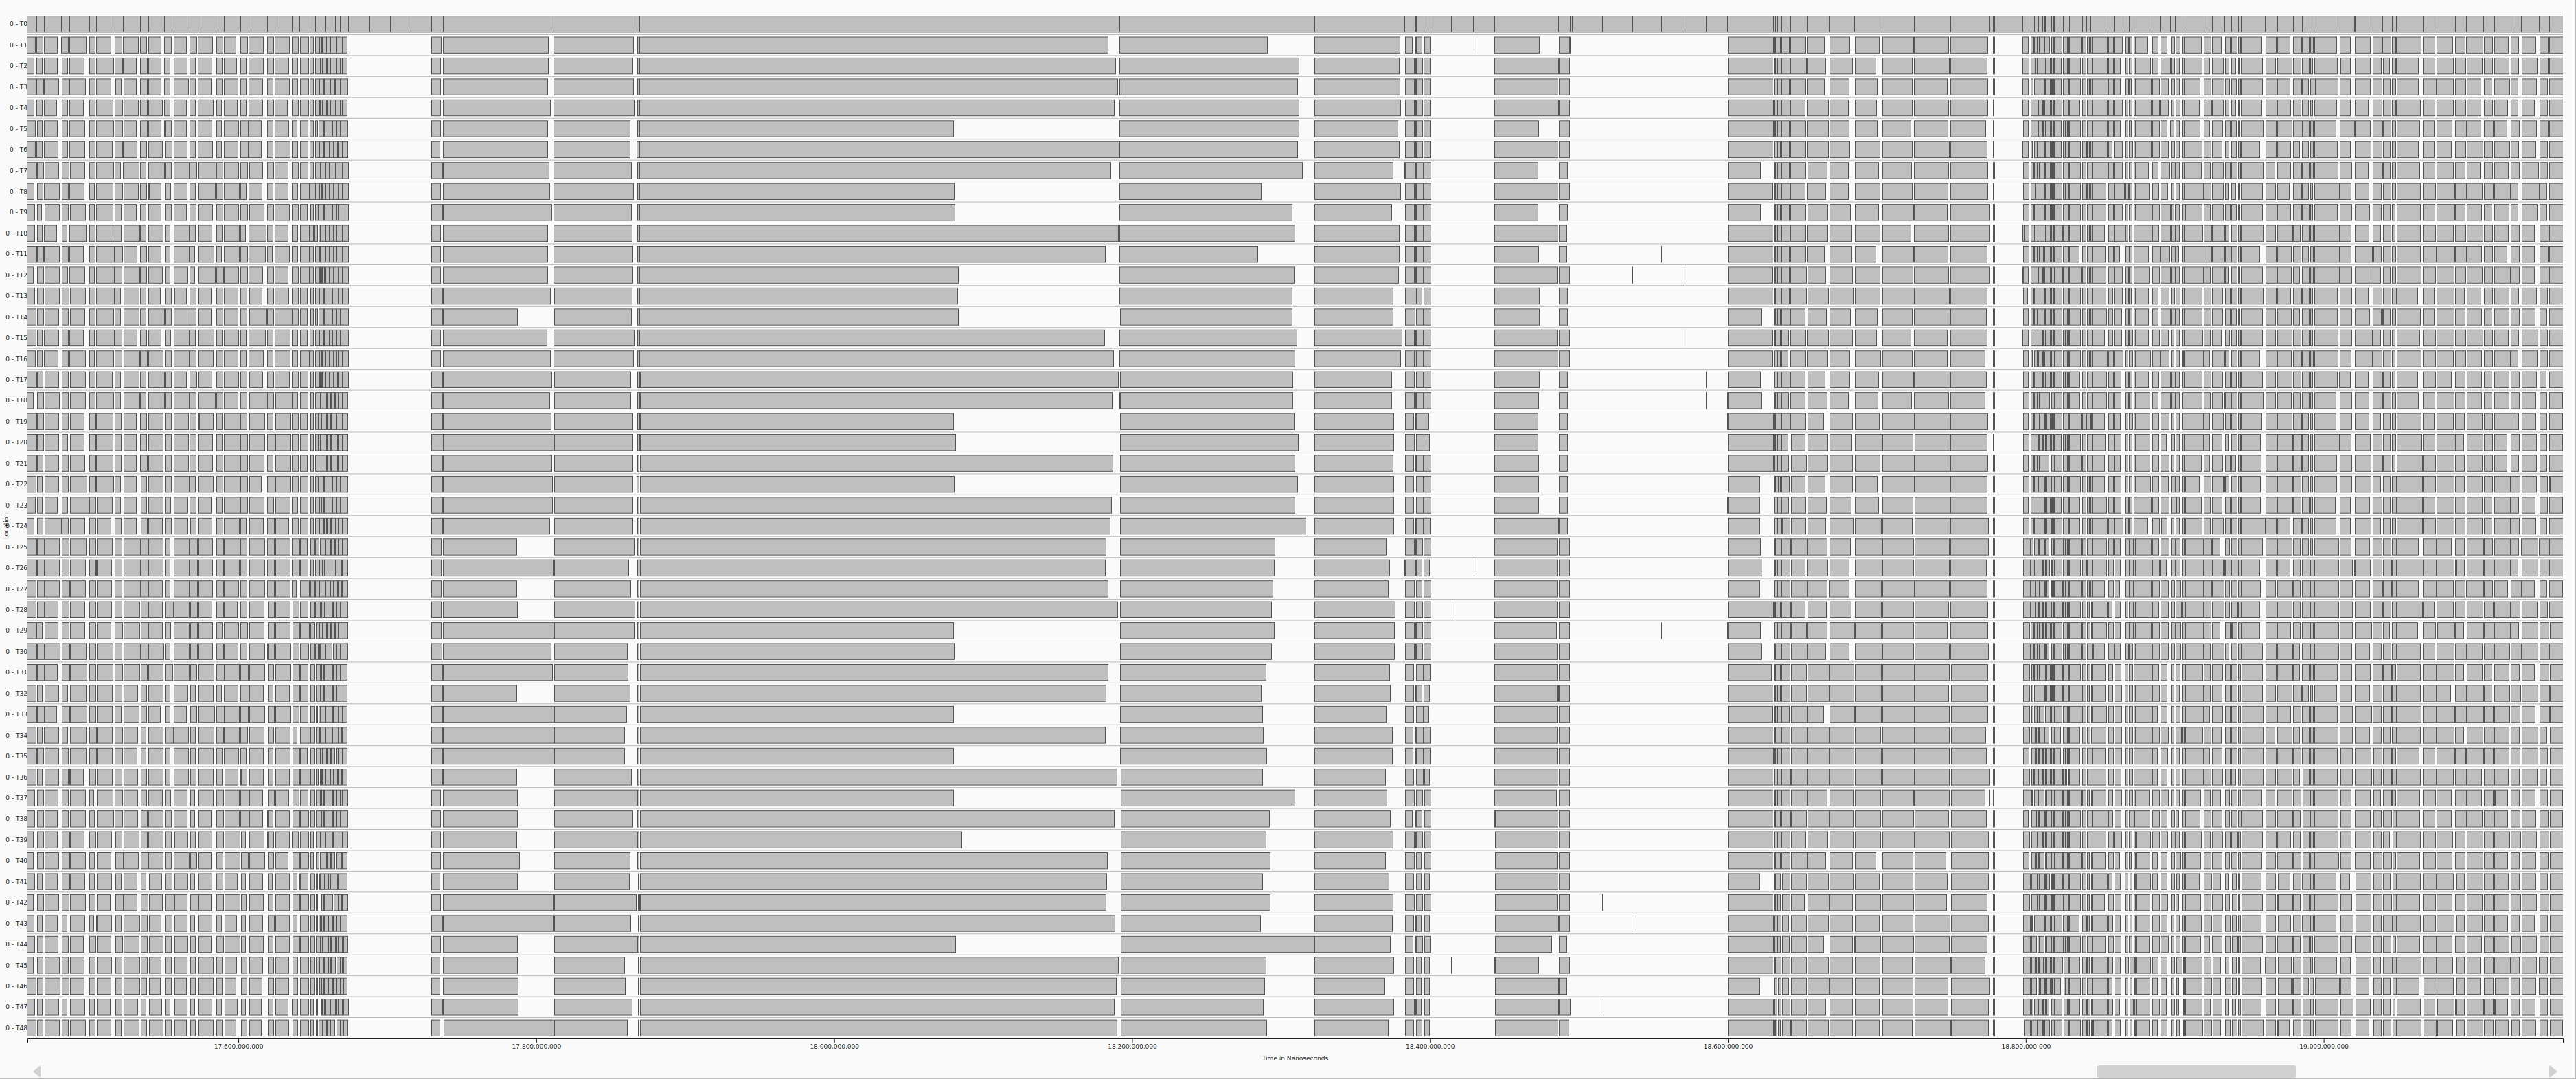 0 - T0
0 - T1
0 - T2
0 - T3
0 - T4
0 - T5
0 - T6
0 - T7
0 - T8
0 - T9
0 - T10
0 - T11
0 - T12
0 - T13
0 - T14
0 - T15
0 - T16
0 - T17
0 - T18
0 - T19
0 - T20
0 - T21
0 - T22
0 - T23
0 - T24
0 - T25
0 - T26
0 - T27
0 - T28
0 - T29
0 - T30
0 - T31
0 - T32
0 - T33
0 - T34
0 - T35
0 - T36
0 - T37
0 - T38
0 - T39
0 - T40
0 - T41
0 - T42
0 - T43
0 - T44
0 - T45
0 - T46
0 - T47
0 - T48
Location
17,600,000,000 17,800,000,000 18,000,000,000 18,200,000,000 18,400,000,000 18,600,000,000 18,800,000,000 19,000,000,000
Time in Nanoseconds